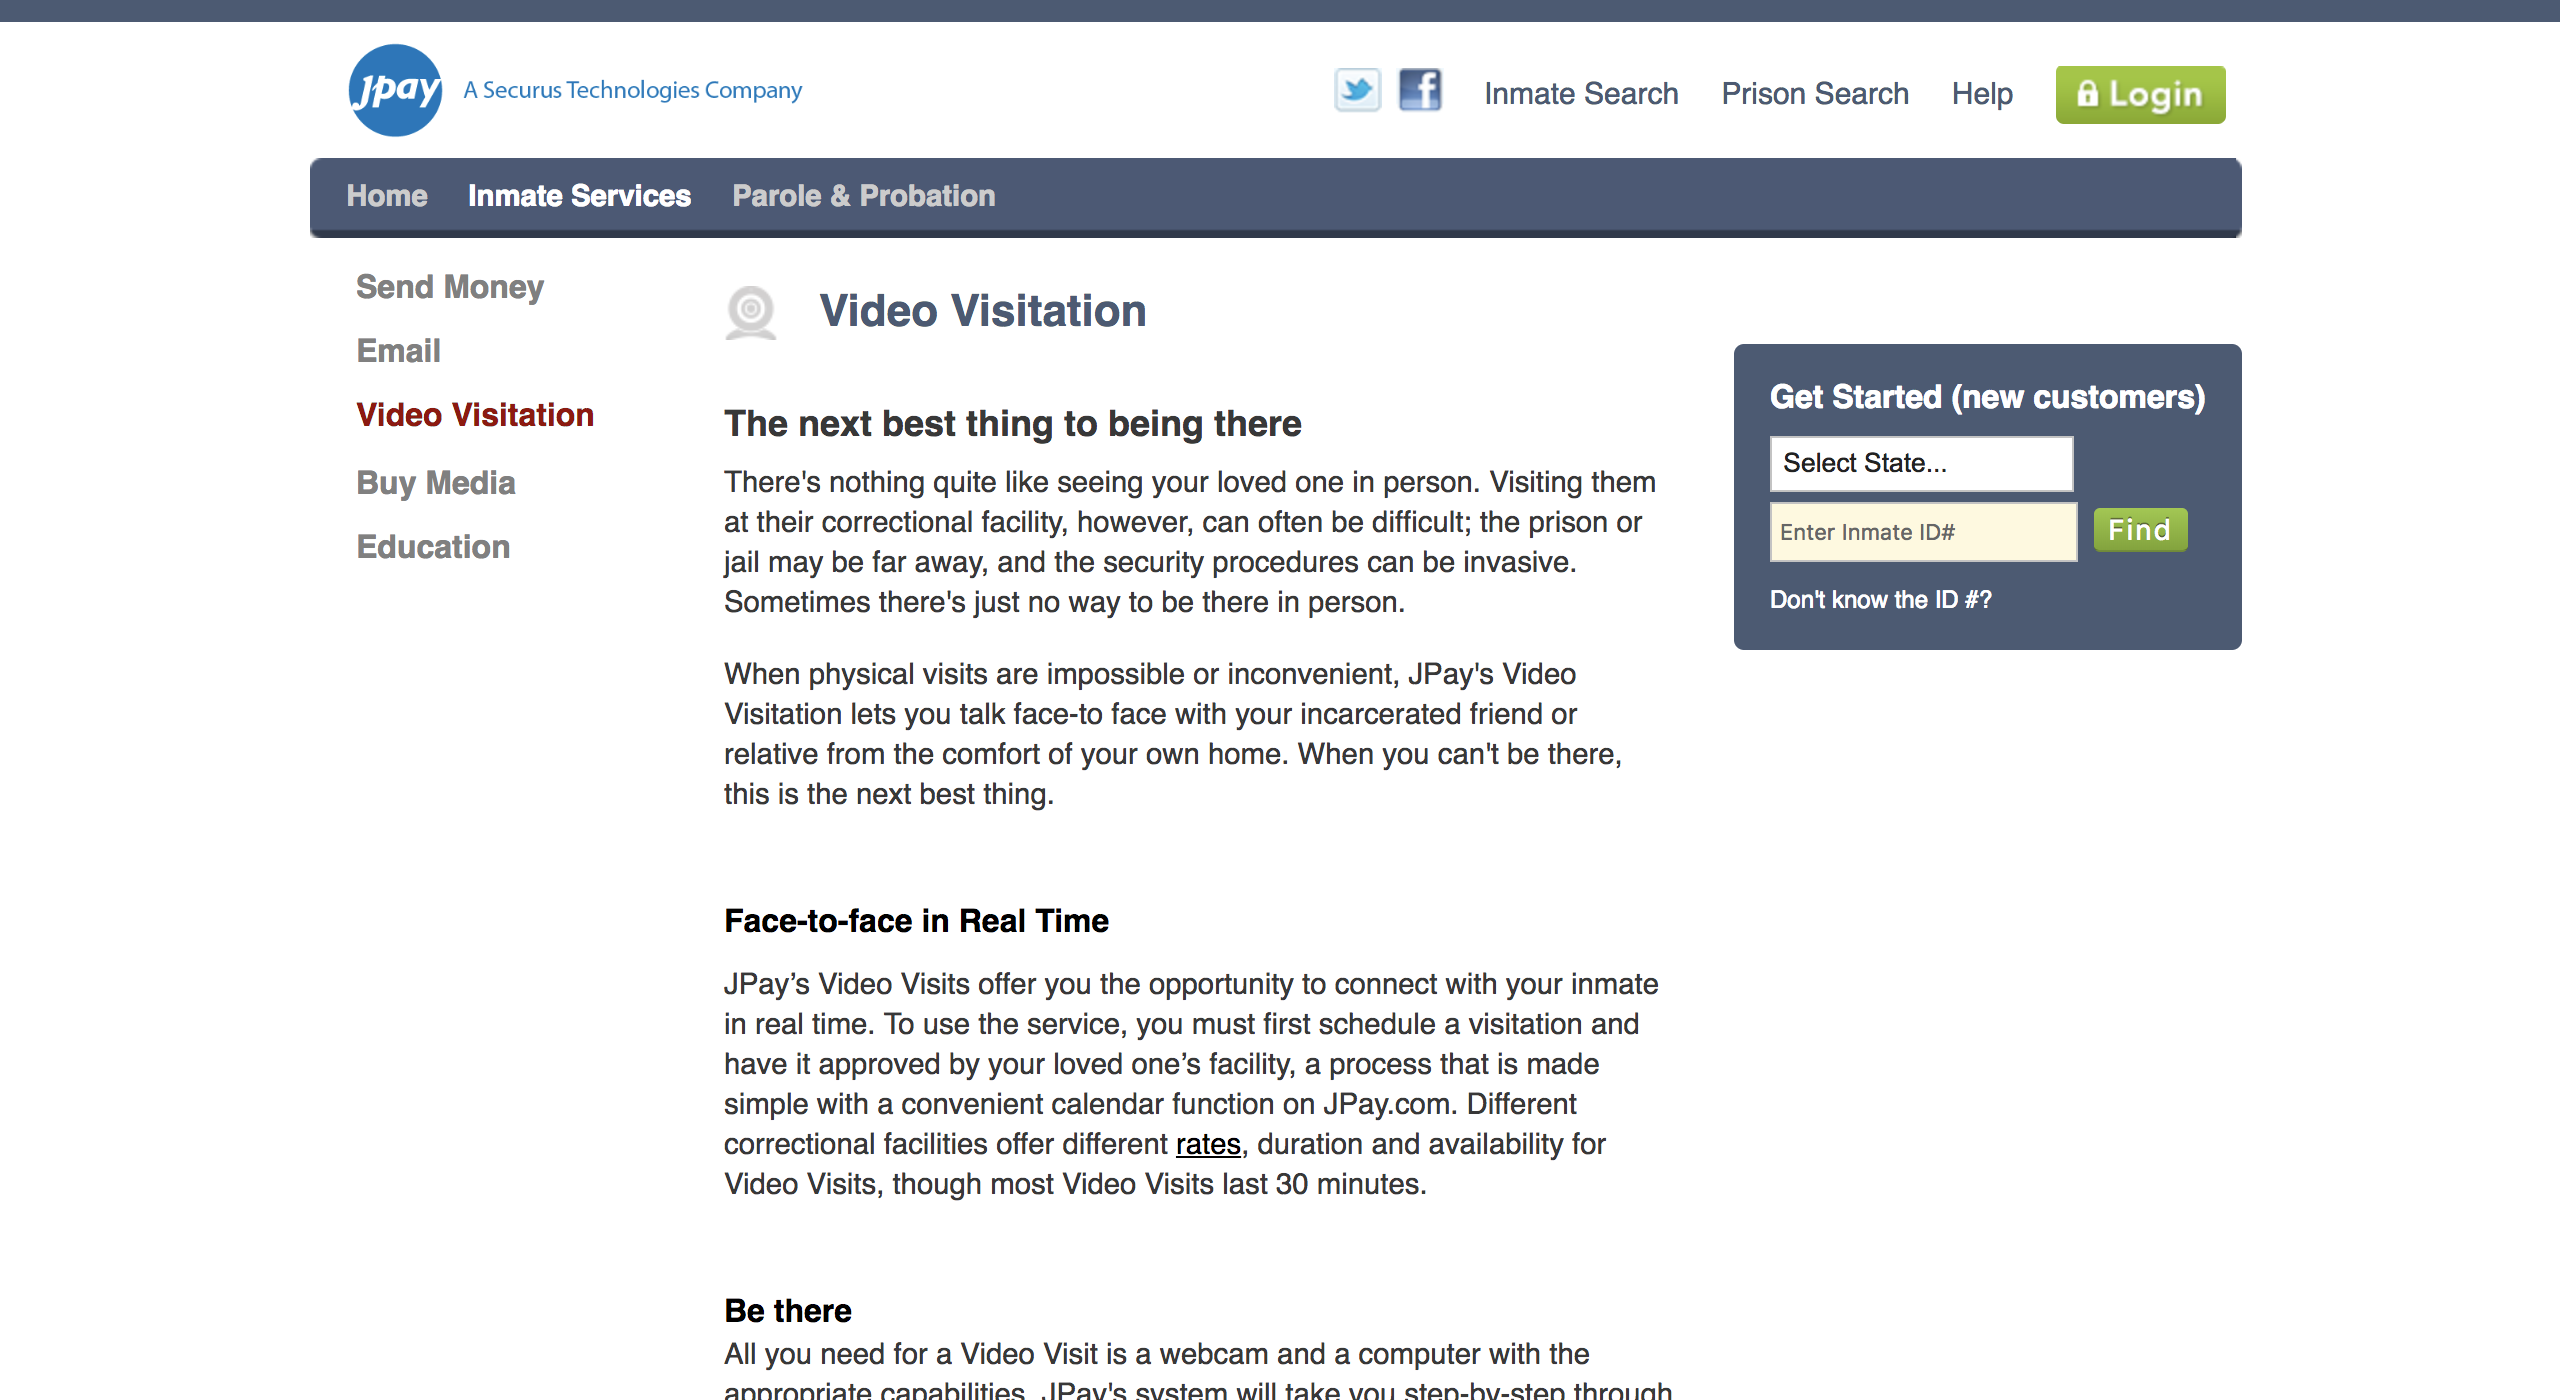 jpay A Securus Technologies Company
Inmate Search Prison Search Help Login
Home Inmate Services Parole & Probation
Send Money
Email
Video Visitation
Buy Media
Education
Video Visitation
The next best thing to being there
There's nothing quite like seeing your loved one in person. Visiting them
at their correctional facility, however, can often be difficult; the prison or
jail may be far away, and the security procedures can be invasive.
Sometimes there's just no way to be there in person.
When physical visits are impossible or inconvenient, JPay's Video
Visitation lets you talk face-to face with your incarcerated friend or
relative from the comfort of your own home. When you can't be there,
this is the next best thing.
Face-to-face in Real Time
JPay’s Video Visits offer you the opportunity to connect with your inmate
in real time. To use the service, you must first schedule a visitation and
have it approved by your loved one’s facility, a process that is made
simple with a convenient calendar function on JPay.com. Different
correctional facilities offer different rates, duration and availability for
Video Visits, though most Video Visits last 30 minutes.
Be there
All you need for a Video Visit is a webcam and a computer with the
appropriate capabilities. JPay's system will take you step-by-step through
Get Started (new customers)
Select State...
Enter Inmate ID#
Find
Don't know the ID #?